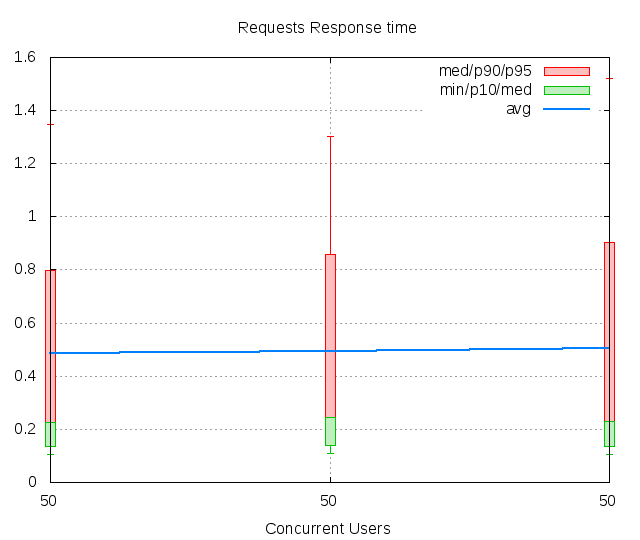 Requests Response time
1.6
1.4
1.2
1
0.8
0.6
0.4
0.2
0
med/p90/p95
min/p10/med
avg
50 50 50
Concurrent Users